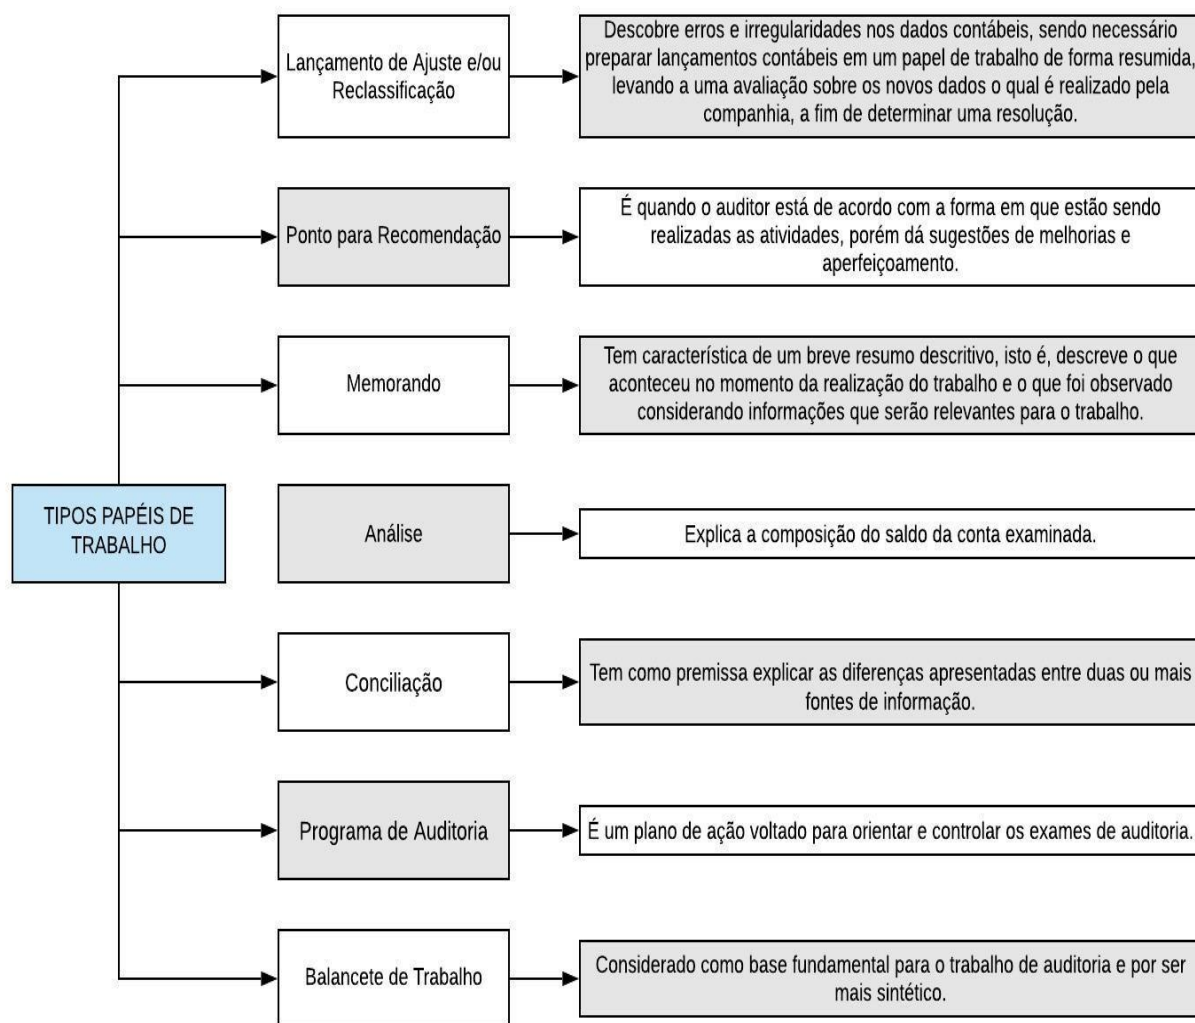 Lançamento de Ajuste e/ou
Reclassificação
Descobre erros e irregularidades nos dados contábeis, sendo necessário
preparar lançamentos contábeis em um papel de trabalho de forma resumida,
levando a uma avaliação sobre os novos dados o qual é realizado pela
companhia, a fim de determinar uma resolução.
Ponto para Recomendação
É quando o auditor está de acordo com a forma em que estão sendo
realizadas as atividades, porém dá sugestões de melhorias e
aperfeiçoamento.
Memorando
Tem característica de um breve resumo descritivo, isto é, descreve o que
aconteceu no momento da realização do trabalho e o que foi observado
considerando informações que serão relevantes para o trabalho.
TIPOS PAPÉIS DE
TRABALHO
Análise
Explica a composição do saldo da conta examinada.
Conciliação
Tem como premissa explicar as diferenças apresentadas entre duas ou mais
fontes de informação.
Programa de Auditoria
É um plano de ação voltado para orientar e controlar os exames de auditoria.
Balancete de Trabalho
Considerado como base fundamental para o trabalho de auditoria e por ser
mais sintético.